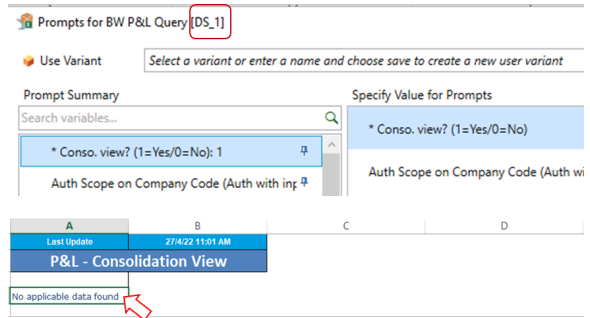 Prompts for BW P&L Query [DS_1]
Use Variant
Select a variant or enter a name and choose save to create a new user variant
Prompt Summary
Specify Value for Prompts
Search variables...
* Conso. view? (1=Yes/0=No)
* Conso. view? (1=Yes/0=No): 1
Auth Scope on Company Code (Auth wi
Auth Scope on Company Code (Auth with inp
A B C D
Last Update 27/4/22 11:01 AM
P&L - Consolidation View
No applicable data found